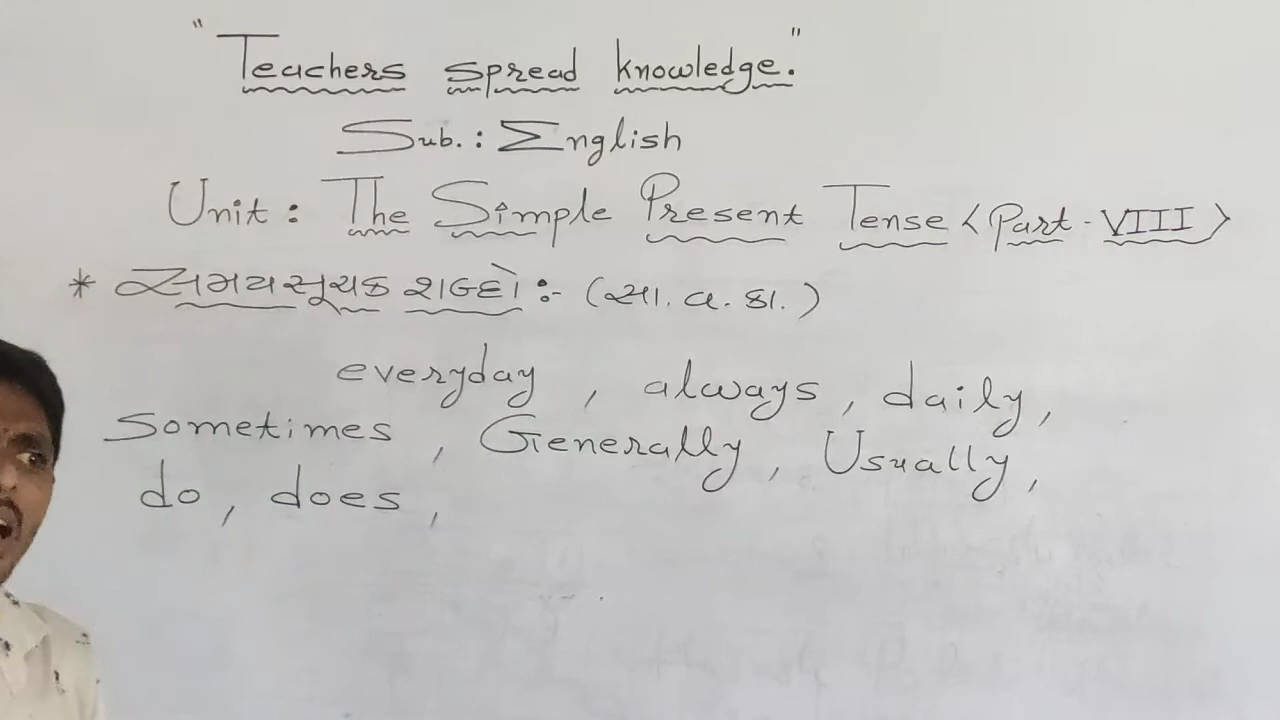 "Teachers spread knowledge."
Sub. : English
Unit : The Simple Present Tense < Part - VIII >
* સમયસૂચક શબ્દો :- (સા. વ. કા. )
everyday , always , daily ,
Sometimes , Generally , Usually ,
do , does ,